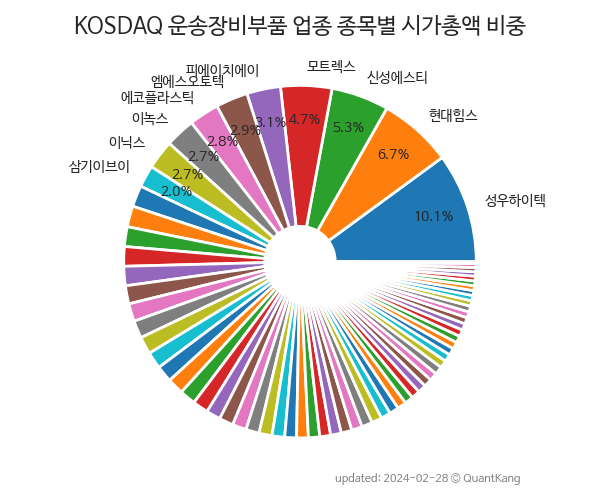 KOSDAQ 운송장비부품 업종 종목별 시가총액 비중
모트렉스
피에이치에이
신성에스티
엠에스오토텍
에코플라스틱
현대힘스
이녹스
이닉스
삼기이브이
성우하이텍
4.7%
3.1%
5.3%
2.9%
2.8%
6.7%
2.7%
2.7%
2.0%
10.1%
updated: 2024-02-28 © QuantKang